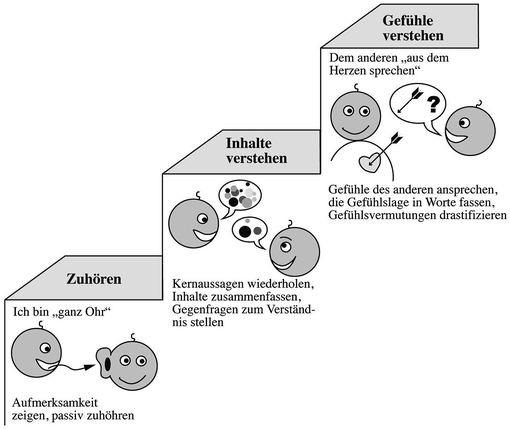 Gefühle
verstehen
Dem anderen „aus dem
Herzen sprechen“
?
Gefühle des anderen ansprechen,
die Gefühlslage in Worte fassen,
Gefühlsvermutungen drastifizieren
Inhalte
verstehen
Kernaussagen wiederholen,
Inhalte zusammenfassen,
Gegenfragen zum Verständ-
nis stellen
Zuhören
Ich bin „ganz Ohr“
Aufmerksamkeit
zeigen, passiv zuhöhren